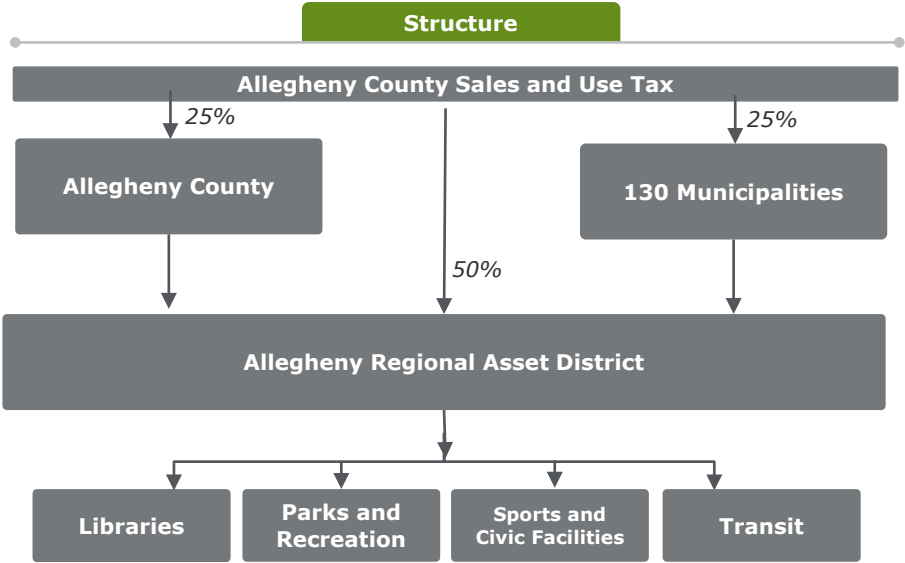 Structure
Allegheny County Sales and Use Tax
25%
25%
Allegheny County
130 Municipalities
50%
Allegheny Regional Asset District
Libraries
Parks and
Recreation
Sports and
Civic Facilities
Transit